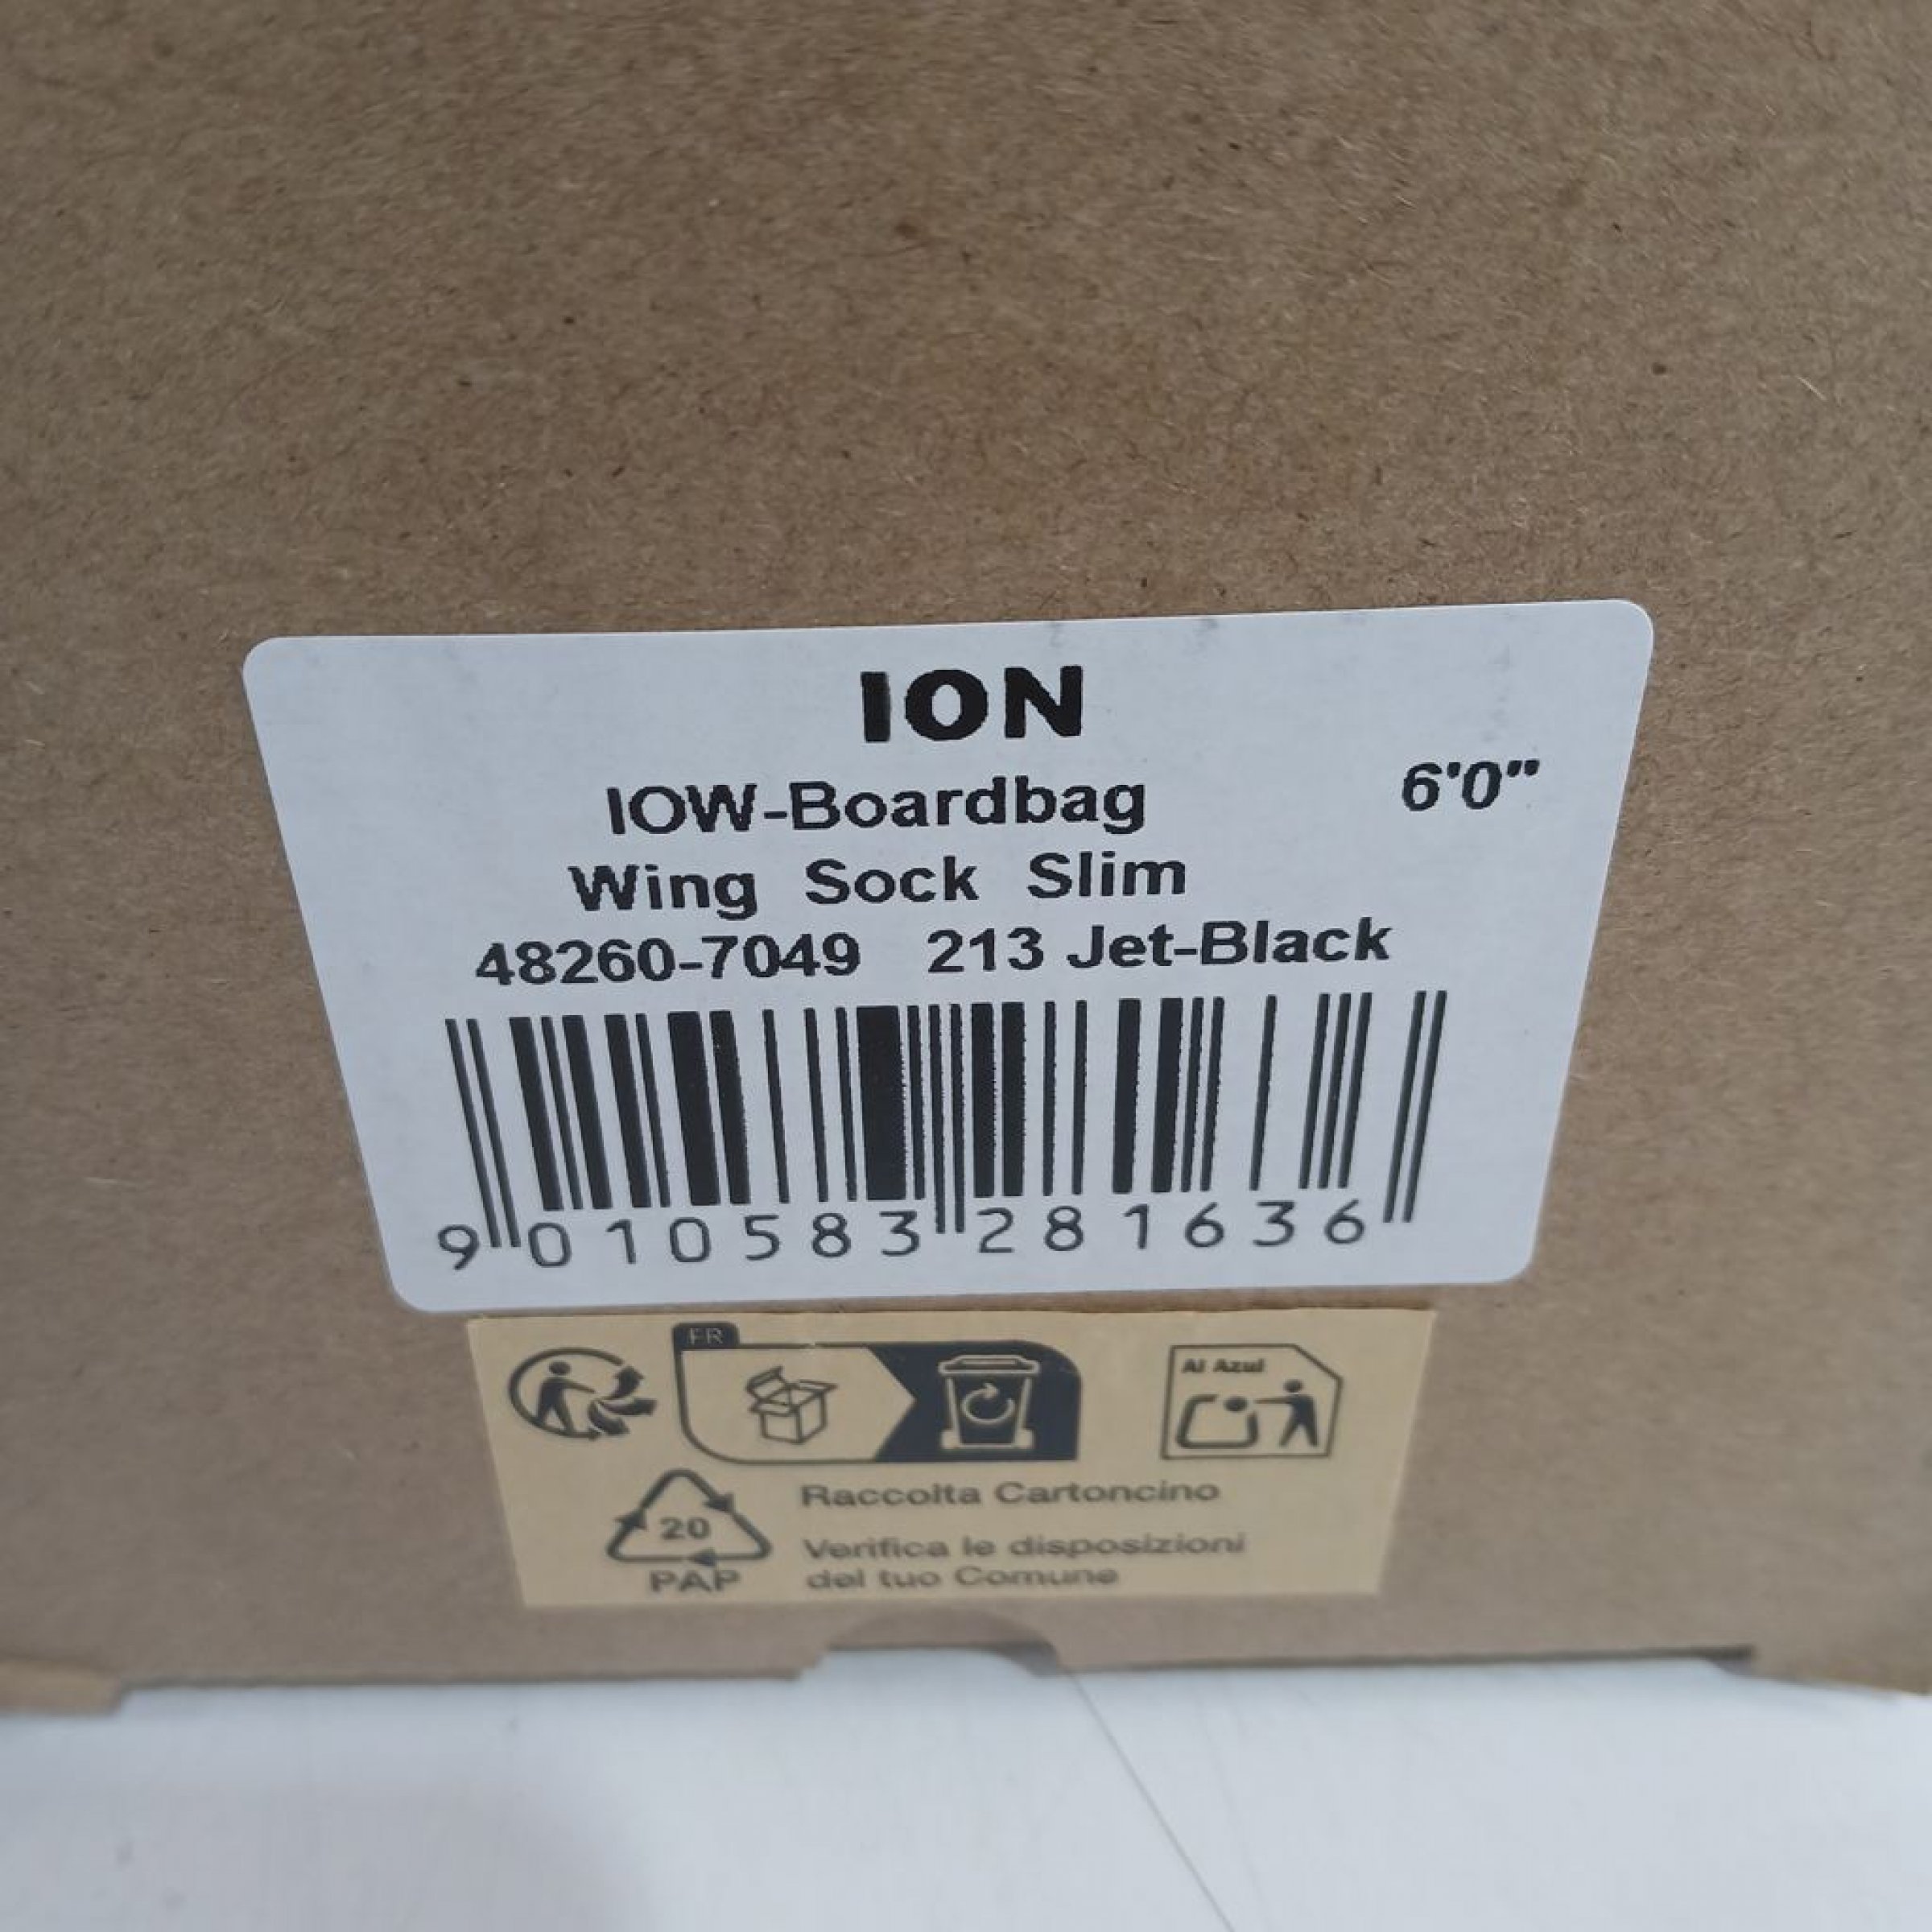 ION
IOW-Boardbag 6'0"
Wing Sock Slim
48260-7049 213 Jet-Black
9 010583 281636
FR
Al Azul
20
PAP
Raccolta Cartoncino
Verifica le disposizioni
del tuo Comune